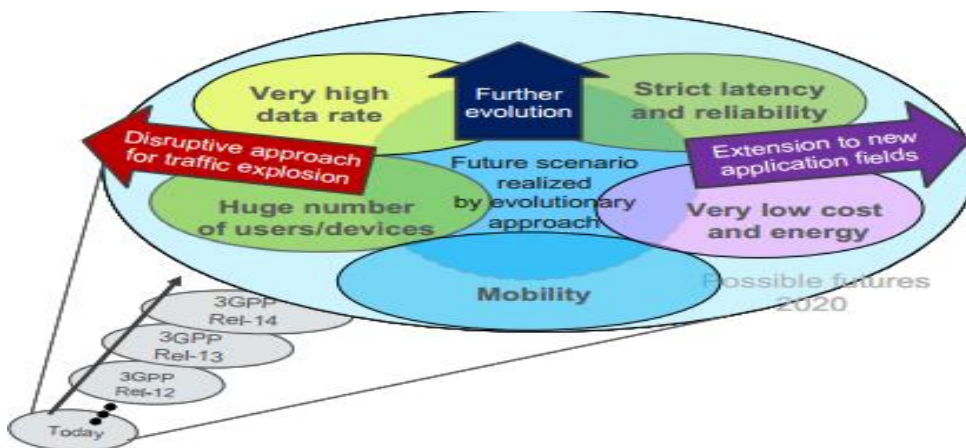 Very high
data rate
Further
evolution
Strict latency
and reliability
Disruptive approach
for traffic explosion
Extension to new
application fields
Future scenario
realized
by evolutionary
approach
Huge number
of users/devices
Very low cost
and energy
Mobility
Possible futures
2020
3GPP
Rel-14
3GPP
Rel-13
3GPP
Rel-12
Today